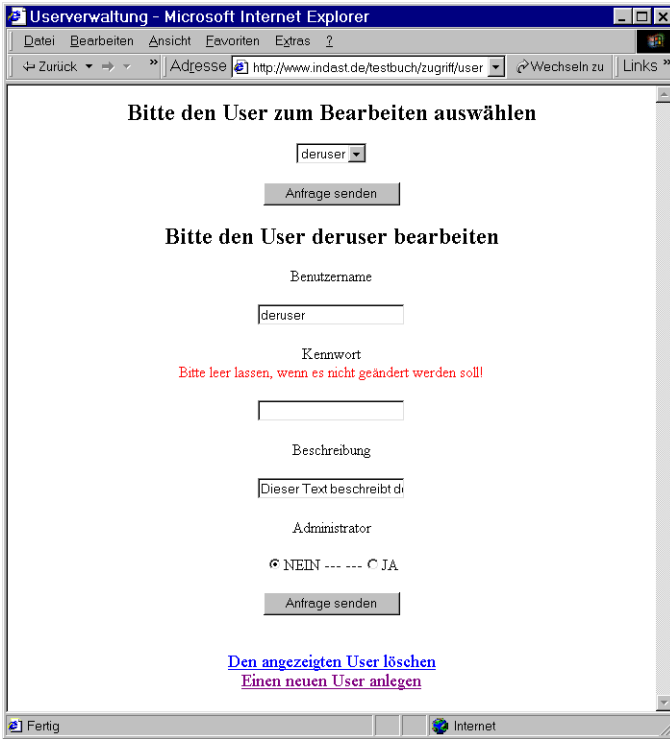 Userverwaltung - Microsoft Internet Explorer
Datei Bearbeiten Ansicht Favoriten Extras ?
Zurück » Adresse http://www.indast.de/testbuch/zugriff/user Wechseln zu Links »
Bitte den User zum Bearbeiten auswählen
deruser
Anfrage senden
Bitte den User deruser bearbeiten
Benutzername
deruser
Kennwort
Bitte leer lassen, wenn es nicht geändert werden soll!
Beschreibung
Dieser Text beschreibt de
Administrator
NEIN --- --- JA
Anfrage senden
Den angezeigten User löschen
Einen neuen User anlegen
Fertig Internet